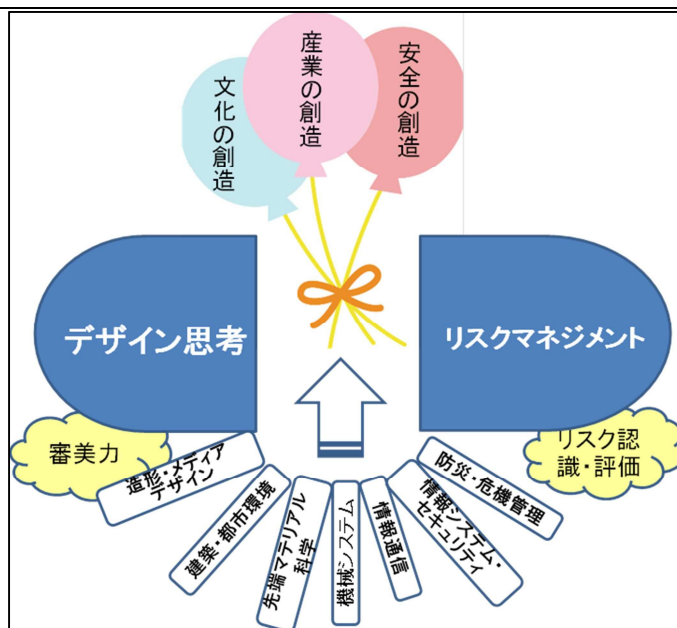 文化の創造
産業の創造
安全の創造
デザイン思考
リスクマネジメント
審美力
リスク認
識・評価
造形・メディア
デザイン
建築・都市環境
先端マテリアル
科学
機械システム
情報通信
情報システム・
セキュリティ
防災・危機管理